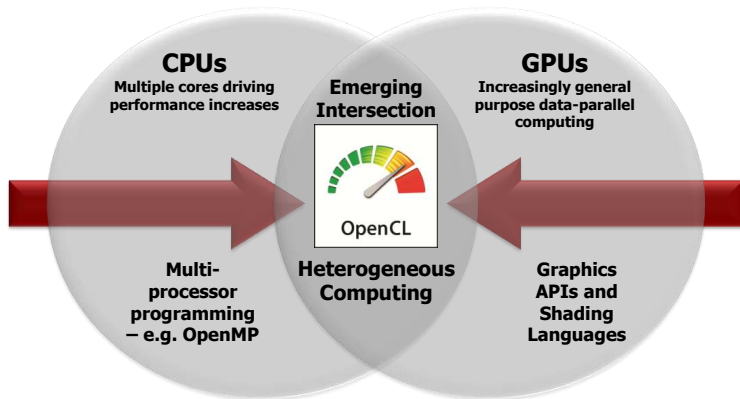 CPUs
Multiple cores driving
performance increases
Emerging
Intersection
GPUs
Increasingly general
purpose data-parallel
computing
OpenCL
Multi-
processor
programming
– e.g. OpenMP
Heterogeneous
Computing
Graphics
APIs and
Shading
Languages